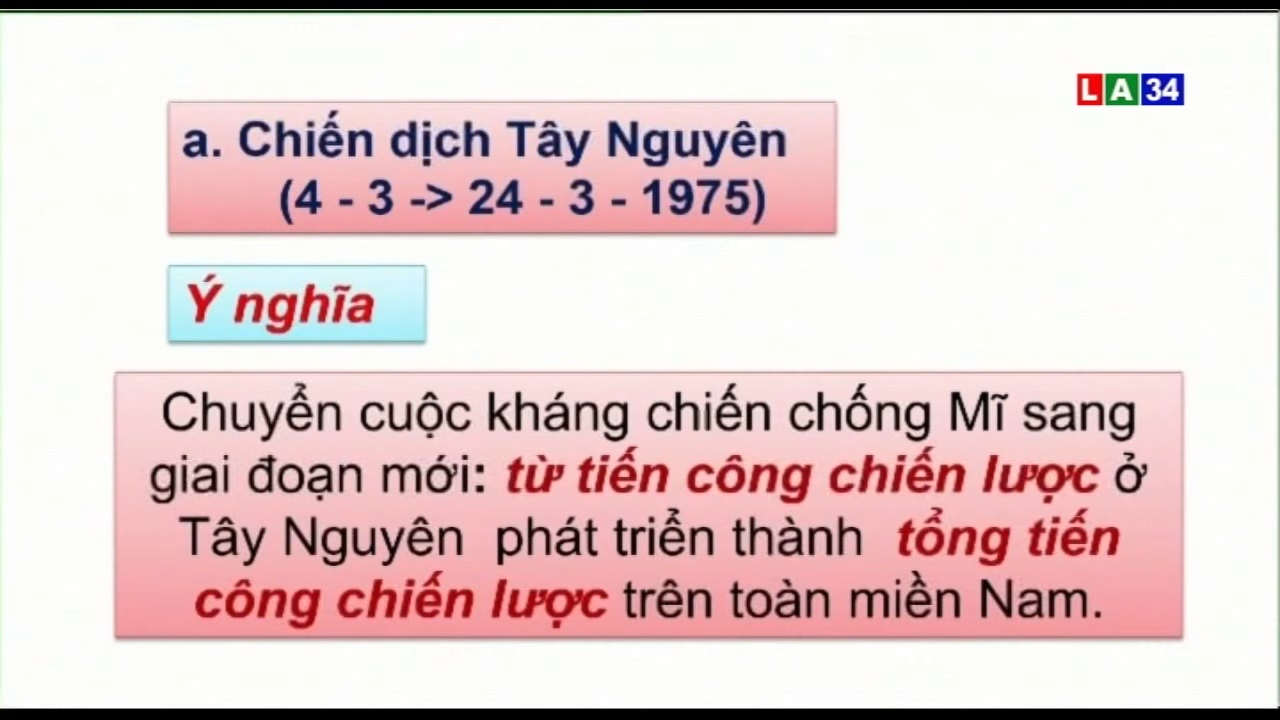 LA34
a. Chiến dịch Tây Nguyên
(4 - 3 -> 24 - 3 - 1975)
Ý nghĩa
Chuyển cuộc kháng chiến chống Mĩ sang
giai đoạn mới: từ tiến công chiến lược ở
Tây Nguyên phát triển thành tổng tiến
công chiến lược trên toàn miền Nam.